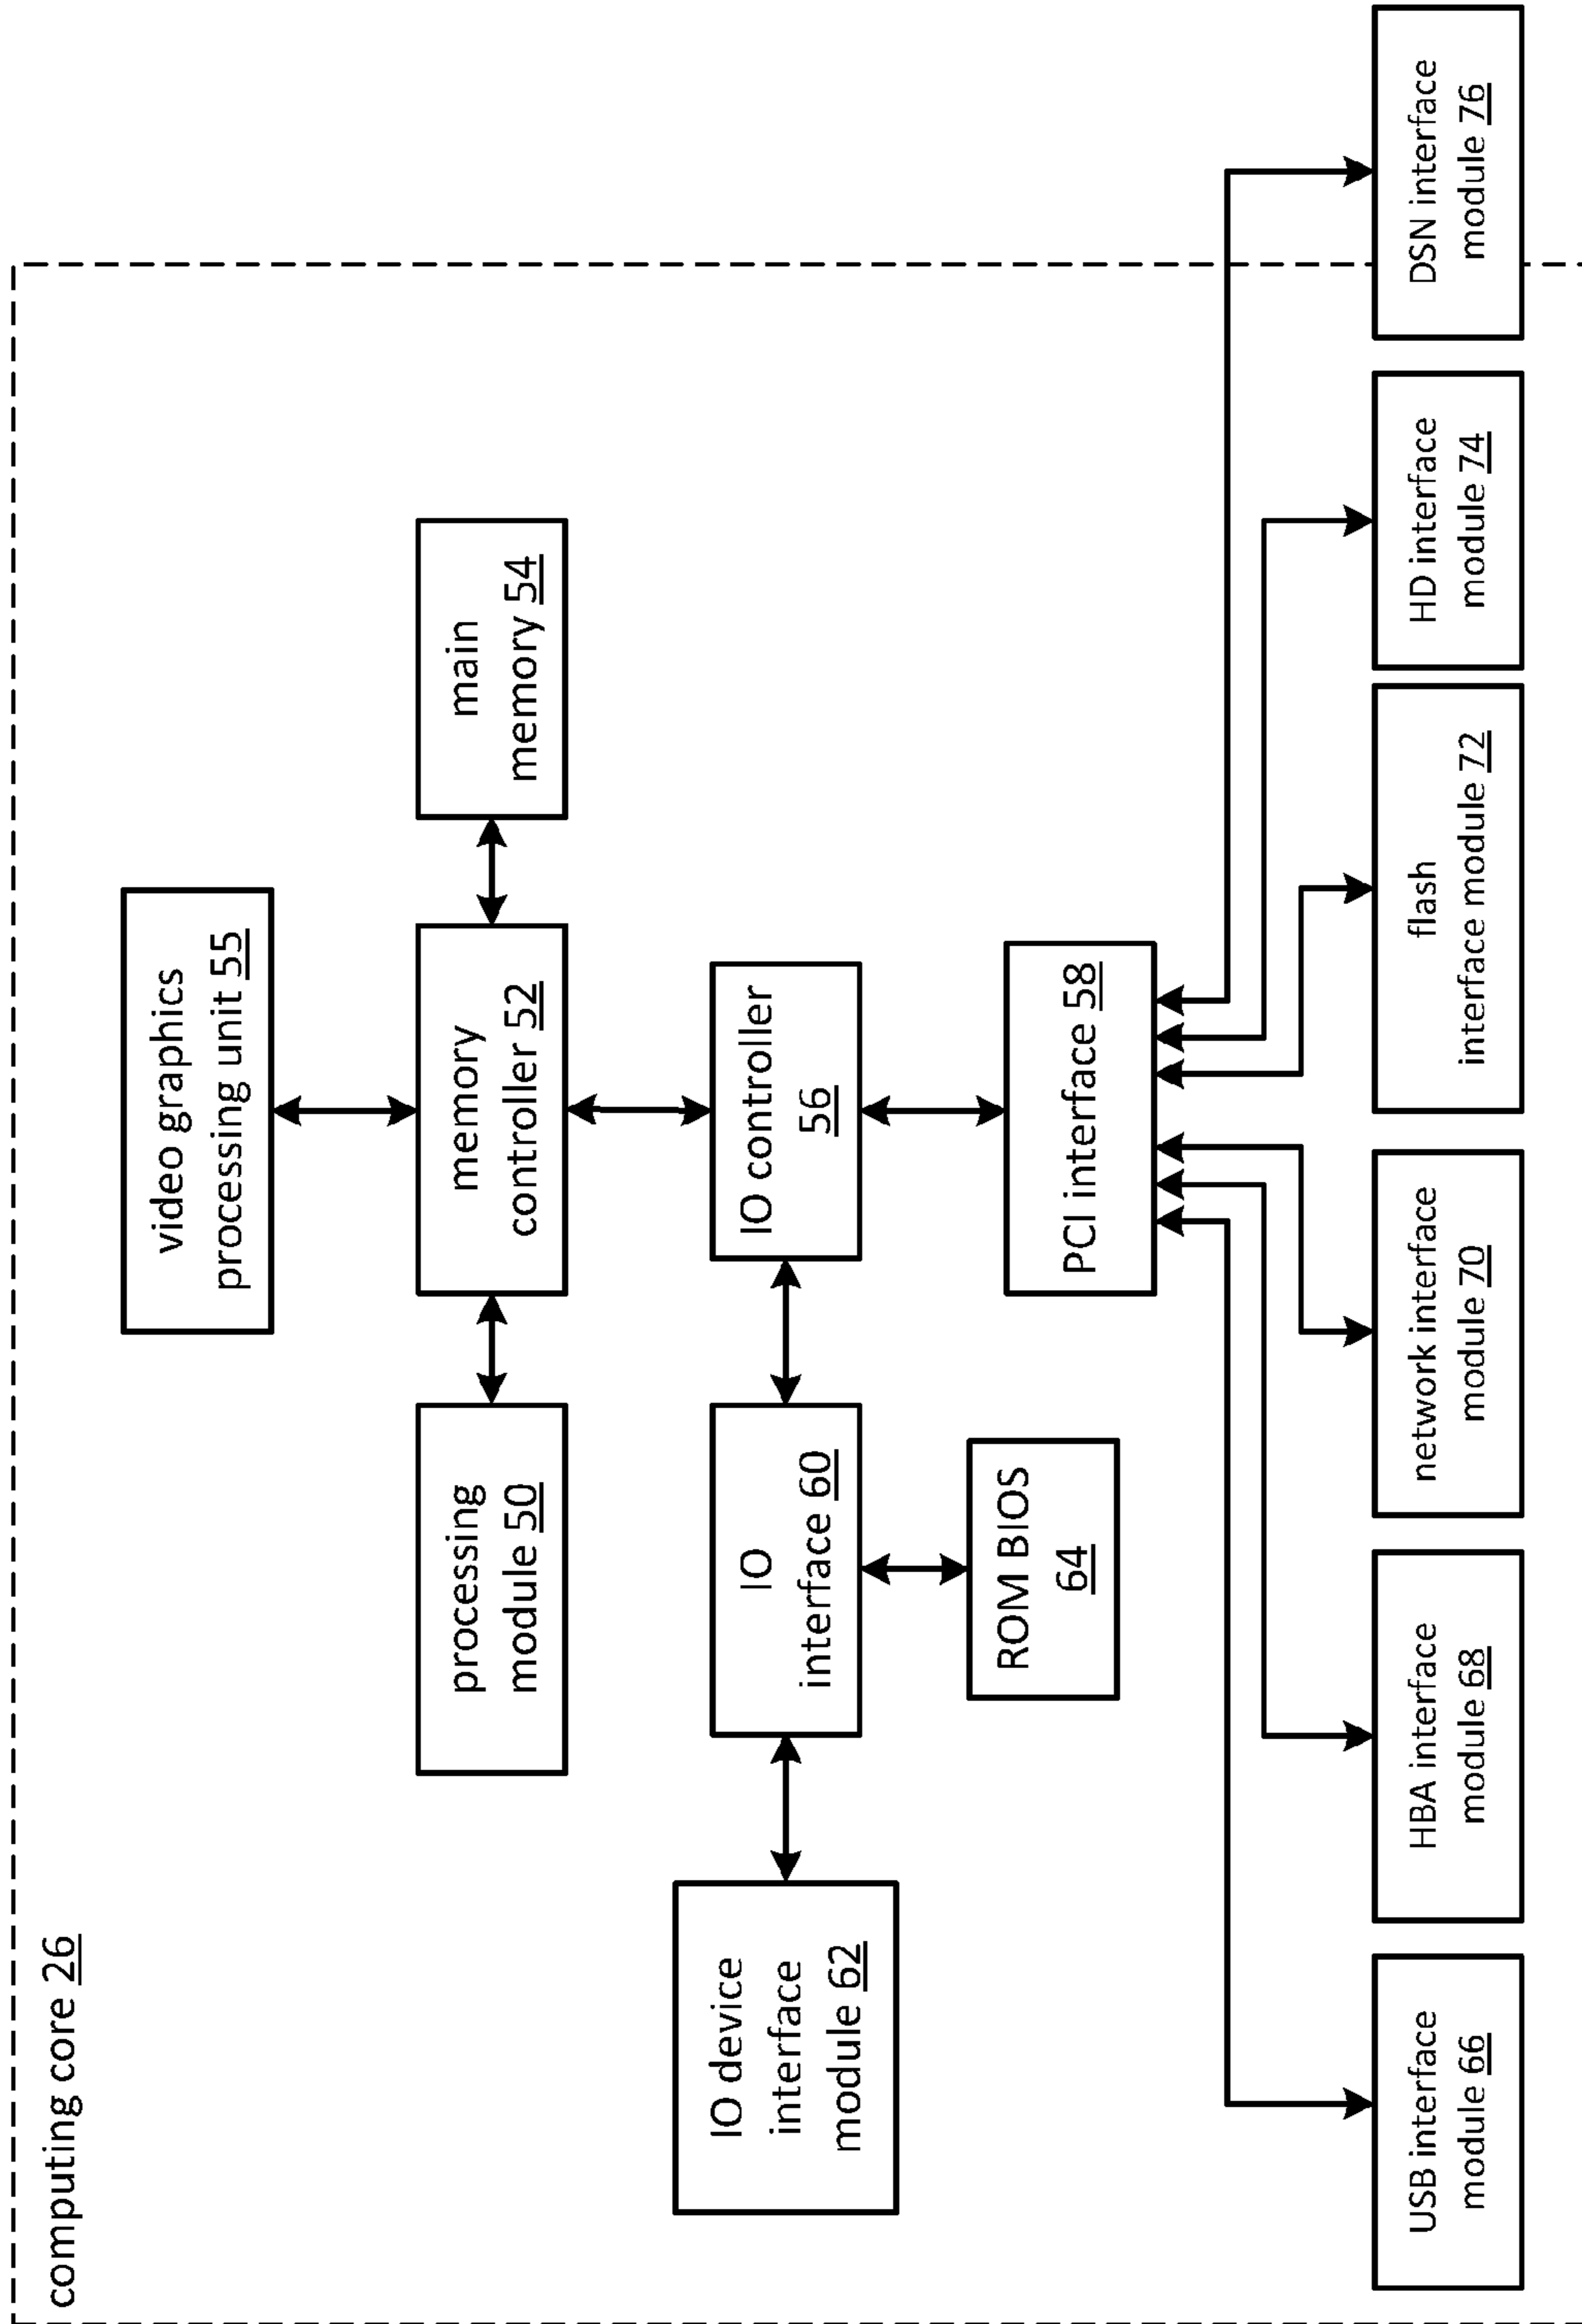 computing core 26
video graphics
processing unit 55
processing
module 50
memory
controller 52
main
memory 54
IO device
interface
module 62
IO
interface 60
IO controller
56
ROM BIOS
64
PCI interface 58
USB interface
module 66
HBA interface
module 68
network interface
module 70
flash
interface module 72
HD interface
module 74
DSN interface
module 76